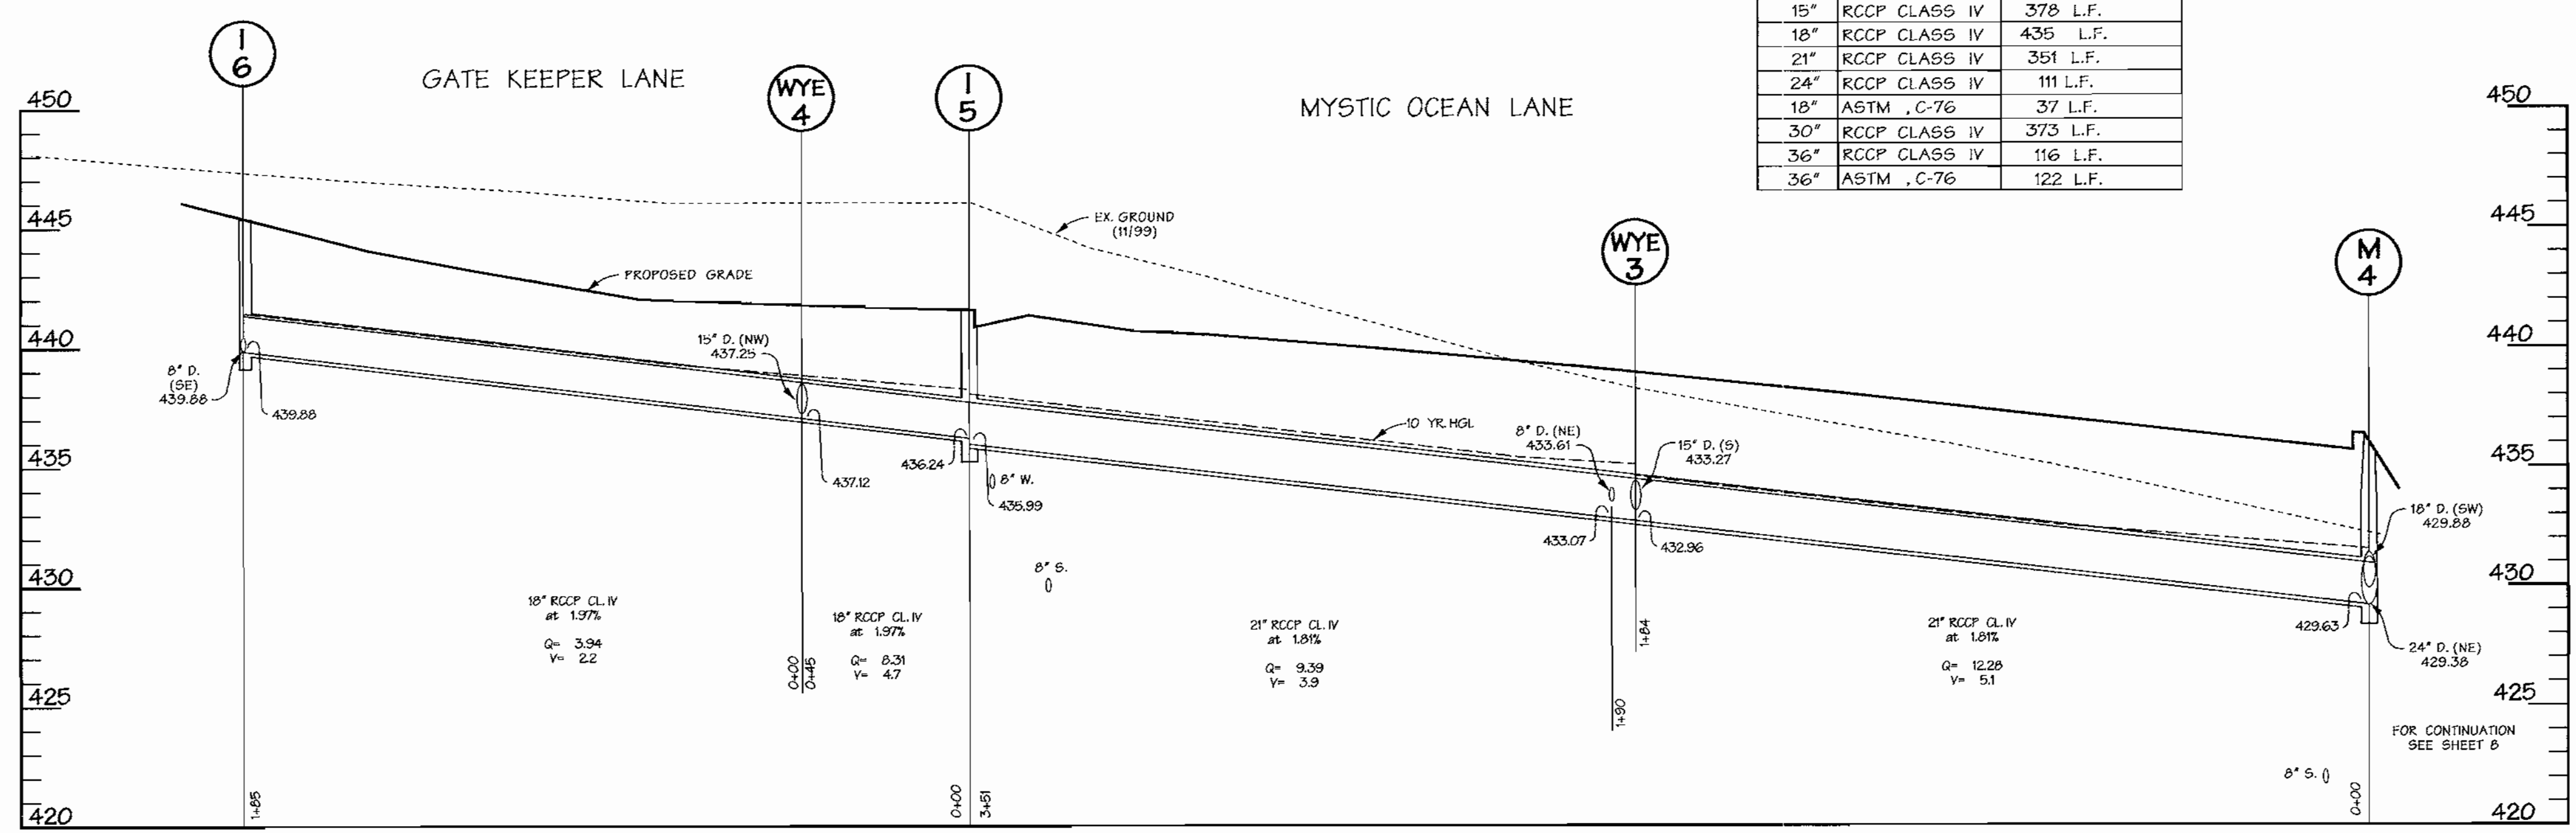 15" RCCP CLASS IV 378 L.F.
18" RCCP CLASS IV 435 L.F.
21" RCCP CLASS IV 351 L.F.
24" RCCP CLASS IV 111 L.F.
18" ASTM , C-76 37 L.F.
30" RCCP CLASS IV 373 L.F.
36" RCCP CLASS IV 116 L.F.
36" ASTM , C-76 122 L.F.
I
6
GATE KEEPER LANE
WYE
4
I
5
MYSTIC OCEAN LANE
WYE
3
M
4
450
445
440
435
430
425
420
450
445
440
435
430
425
420
EX. GROUND
(11/99)
PROPOSED GRADE
15" D. (NW)
437.25
8" D.
(SE)
439.88
439.88
10 YR. HGL
8" D. (NE)
433.61
15" D. (S)
433.27
436.24
437.12
8" W.
435.99
433.07
432.96
18" D. (SW)
429.88
8" S.
18" RCCP CL. IV
at 1.97%
Q= 3.94
V= 2.2
18" RCCP CL. IV
at 1.97%
Q= 8.31
V= 4.7
21" RCCP CL. IV
at 1.81%
Q= 9.39
V= 3.9
21" RCCP CL. IV
at 1.81%
Q= 12.28
V= 5.1
429.63
24" D. (NE)
429.38
0+00
0+45
1+84
1+90
FOR CONTINUATION
SEE SHEET 8
8" S.
1+85
0+00
3+51
0+00